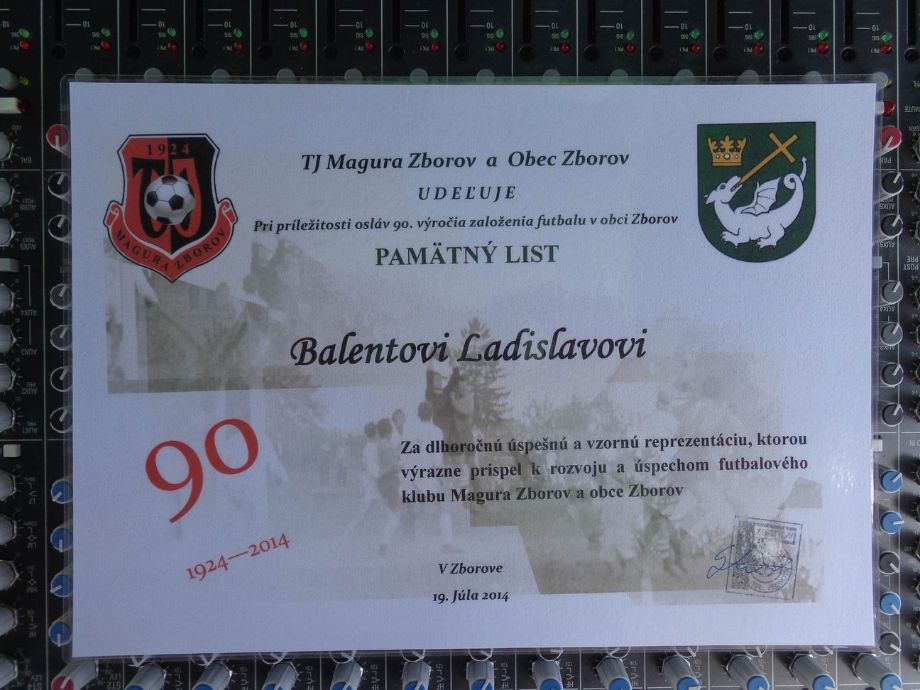 1924
TJ
MAGURA ZBOROV
TJ Magura Zborov a Obec Zborov
UDEĽUJE
Pri príležitosti osláv 90. výročia založenia futbalu v obci Zborov
PAMÄTNÝ LIST
Balentovi Ladislavovi
90
1924—2014
Za dlhoročnú úspešnú a vzornú reprezentáciu, ktorou
výrazne prispel k rozvoju a úspechom futbalového
klubu Magura Zborov a obce Zborov
V Zborove
19. Júla 2014